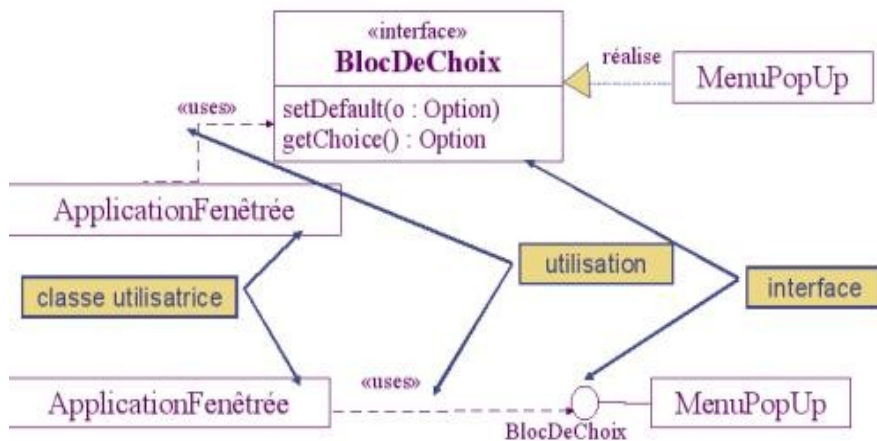 «interface»
BlocDeChoix
réalise
MenuPopUp
«uses»
setDefault(o : Option)
getChoice() : Option
ApplicationFenêtrée
utilisation
classe utilisatrice
interface
«uses»
ApplicationFenêtrée
MenuPopUp
BlocDeChoix